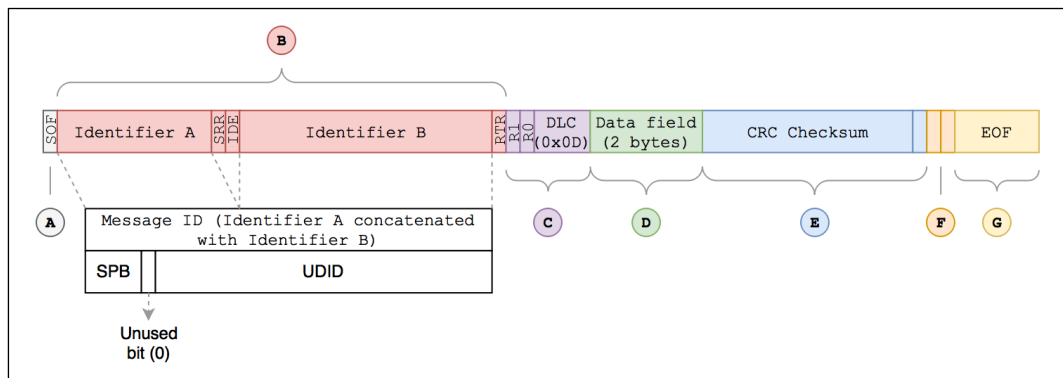 B
SOF
Identifier A
SRR
IDE
Identifier B
RTR
R1
R0
DLC
(0x0D)
Data field
(2 bytes)
CRC Checksum
EOF
A
Message ID (Identifier A concatenated
with Identifier B)
C
D
E
F
G
SPB
UDID
Unused
bit (0)